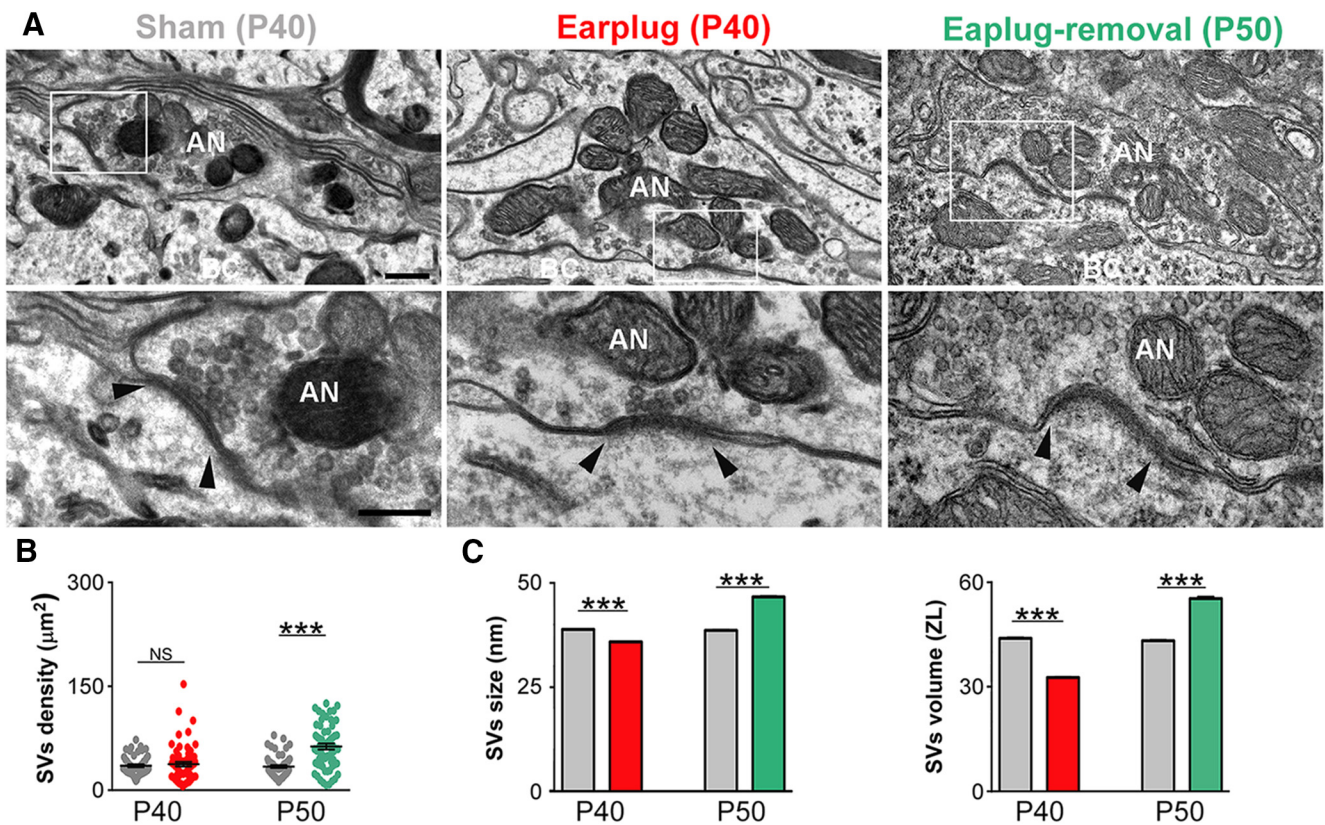 A
Sham (P40)
Earplug (P40)
Eaplug-removal (P50)
AN
BC
AN
BC
AN
BC
AN
AN
AN
B
SVs density (μm²)
300
150
0
NS
***
P40
P50
C
SVs size (nm)
50
25
0
***
***
P40
P50
SVs volume (ZL)
60
30
0
***
***
P40
P50